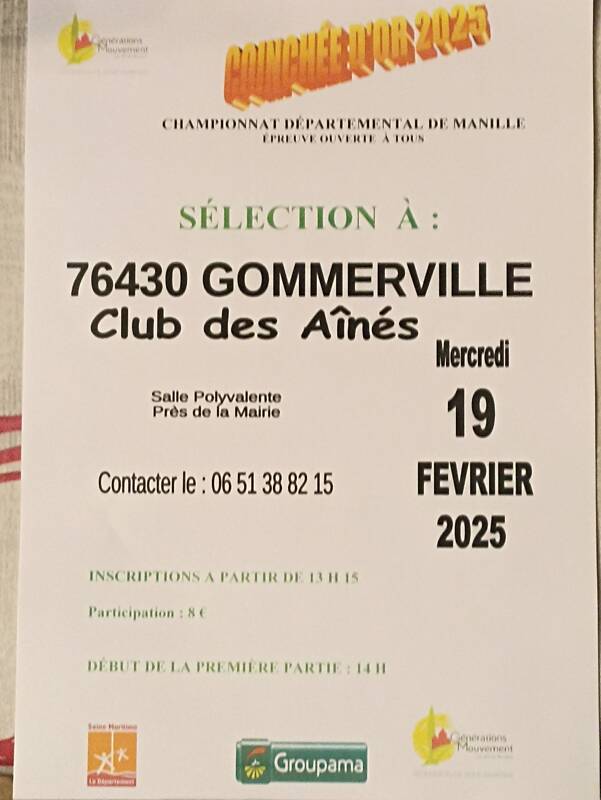 Générations
Mouvement
COINCHÉE D'OR 2025
CHAMPIONNAT DÉPARTEMENTAL DE MANILLE
ÉPREUVE OUVERTE À TOUS
SÉLECTION À :
76430 GOMMERVILLE
Club des Aînés
Mercredi
19
FEVRIER
2025
Salle Polyvalente
Près de la Mairie
Contacter le : 06 51 38 82 15
INSCRIPTIONS A PARTIR DE 13 H 15
Participation : 8 €
DÉBUT DE LA PREMIÈRE PARTIE : 14 H
Seine Maritime
Le Département
Groupama
Générations
Mouvement